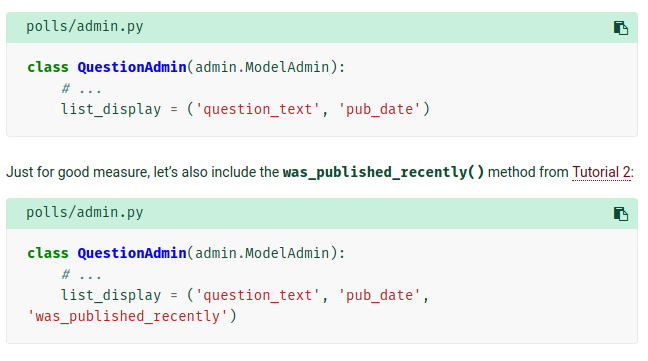 polls/admin.py
class QuestionAdmin(admin.ModelAdmin):
    # ...
    list_display = ('question_text', 'pub_date')
Just for good measure, let’s also include the was_published_recently() method from Tutorial 2:
polls/admin.py
class QuestionAdmin(admin.ModelAdmin):
    # ...
    list_display = ('question_text', 'pub_date',
'was_published_recently')